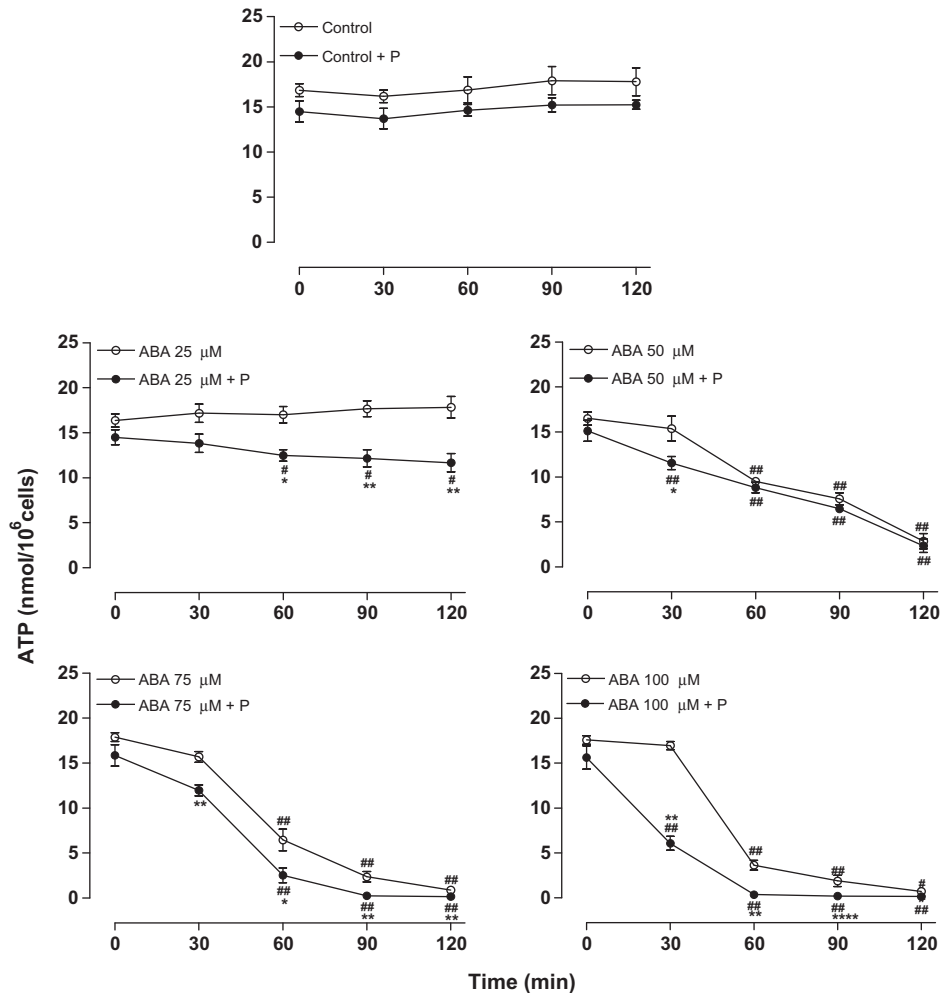 25
Control
Control + P
20
15
10
5
0
0 30 60 90 120
ATP (nmol/10⁶cells)
25
ABA 25 μM
ABA 25 μM + P
20
15
10
5
0
# # #
* ** **
0 30 60 90 120
25
ABA 50 μM
ABA 50 μM + P
20
15
10
5
0
## ## ##
##
*
## ## ##
0 30 60 90 120
25
ABA 75 μM
ABA 75 μM + P
20
15
10
5
0
**
## ## ##
## ## ##
* ** **
0 30 60 90 120
25
ABA 100 μM
ABA 100 μM + P
20
15
10
5
0
**
##
## ## #
*
## ## ##
** ****
0 30 60 90 120
Time (min)